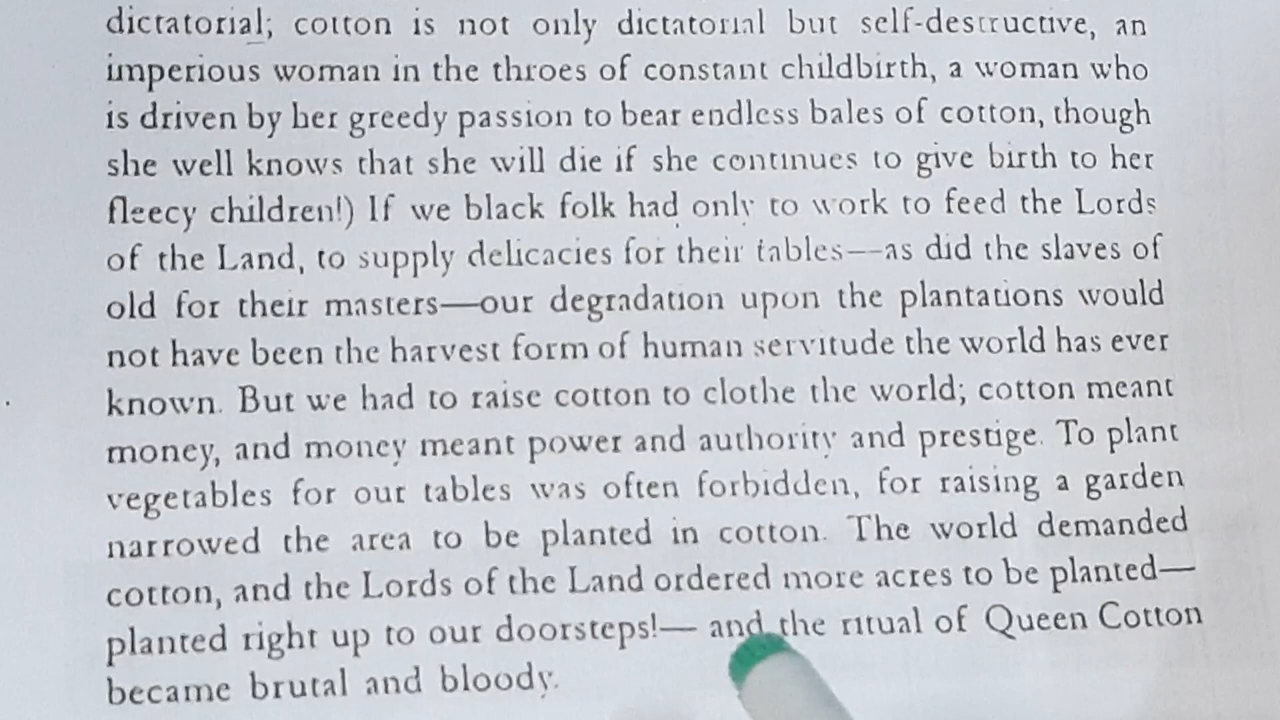 dictatorial; cotton is not only dictatorial but self-destructive, an
imperious woman in the throes of constant childbirth, a woman who
is driven by her greedy passion to bear endless bales of cotton, though
she well knows that she will die if she continues to give birth to her
fleecy children!) If we black folk had only to work to feed the Lords
of the Land, to supply delicacies for their tables—as did the slaves of
old for their masters—our degradation upon the plantations would
not have been the harvest form of human servitude the world has ever
known. But we had to raise cotton to clothe the world; cotton meant
money, and money meant power and authority and prestige. To plant
vegetables for our tables was often forbidden, for raising a garden
narrowed the area to be planted in cotton. The world demanded
cotton, and the Lords of the Land ordered more acres to be planted—
planted right up to our doorsteps!— and the ritual of Queen Cotton
became brutal and bloody.